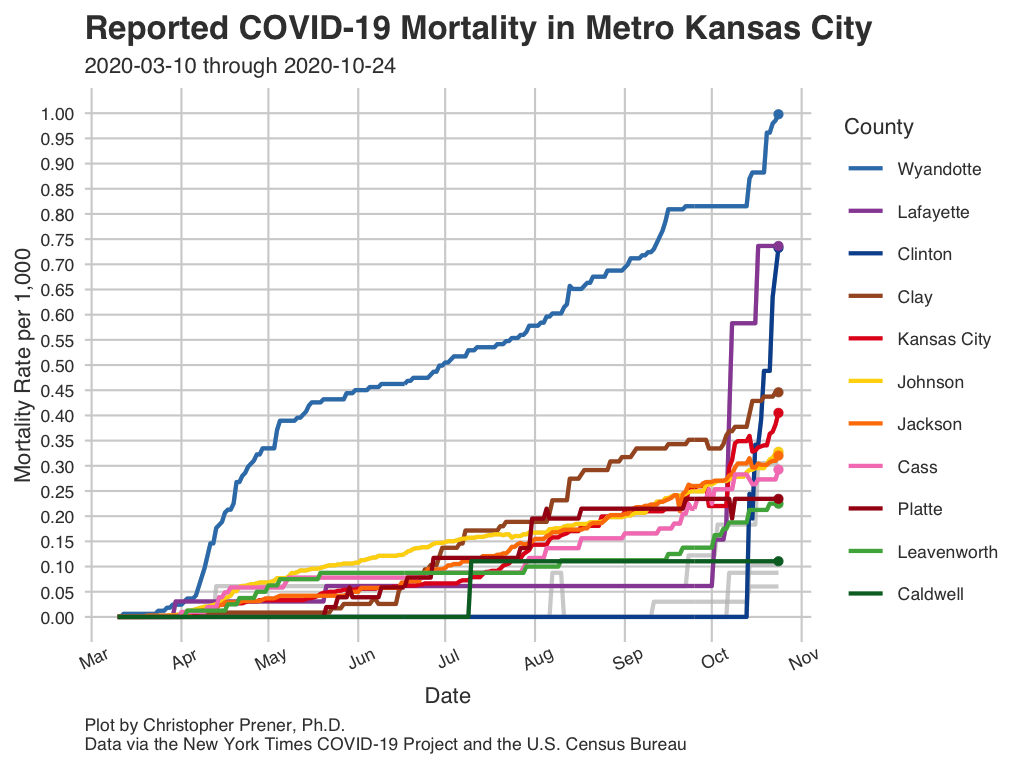 Reported COVID-19 Mortality in Metro Kansas City
2020-03-10 through 2020-10-24
Mortality Rate per 1,000
1.00
0.95
0.90
0.85
0.80
0.75
0.70
0.65
0.60
0.55
0.50
0.45
0.40
0.35
0.30
0.25
0.20
0.15
0.10
0.05
0.00
Mar
Apr
May
Jun
Jul
Aug
Sep
Oct
Nov
Date
County
Wyandotte
Lafayette
Clinton
Clay
Kansas City
Johnson
Jackson
Cass
Platte
Leavenworth
Caldwell
Plot by Christopher Prener, Ph.D.
Data via the New York Times COVID-19 Project and the U.S. Census Bureau